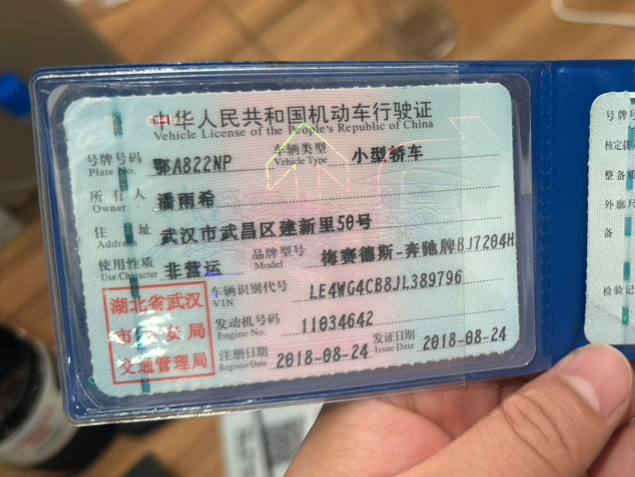 中华人民共和国机动车行驶证
Vehicle License of the People's Republic of China
号牌号码 鄂A822NP 车辆类型 小型轿车
Plate No. Vehicle Type
所有人 潘雨希
Owner
住址 武汉市武昌区建新里50号
Address
使用性质 非营运 品牌型号 梅赛德斯-奔驰牌BJ7204H
Use Character Model
车辆识别代号 LE4WG4CB8JL389796
VIN
发动机号码 11034642
Engine No.
注册日期 2018-08-24 发证日期 2018-08-24
Register Date Issue Date
湖北省武汉
市公安局
交通管理局
号牌号
核定载
整备质
外廓尺
备
检验记